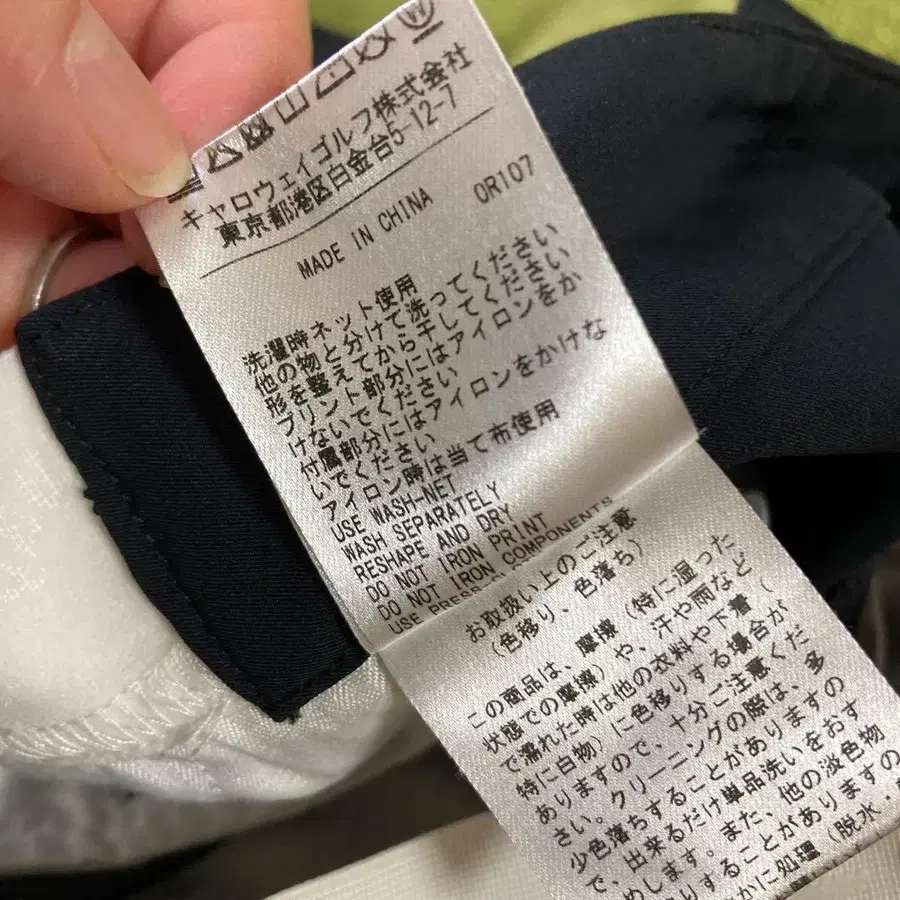 キャロウェイゴルフ株式会社
東京都港区白金台5-12-7
MADE IN CHINA 0R107
洗濯時ネット使用
他の物と分けて洗ってください
形を整えてから干してください
プリント部分にはアイロンをか
けないでください
付属部分にはアイロンをかけな
いでください
アイロン時は当て布使用
USE WASH-NET
WASH SEPARATELY
RESHAPE AND DRY
DO NOT IRON PRINT
DO NOT IRON COMPONENTS
USE PRESS
お取扱い上のご注意
(色移り、色落ち)
この商品は、摩擦(特に湿った
状態での摩擦)や、汗や雨など
で濡れた時は他の衣料や下着(
特に白物)に色移りする場合が
ありますので、十分ご注意くだ
さい。クリーニングの際は、多
少色落ちすることがありますの
で、出来るだけ単品洗いをおす
めします。また、他の淡色物
りすることがありますの
かに処理(脱水・